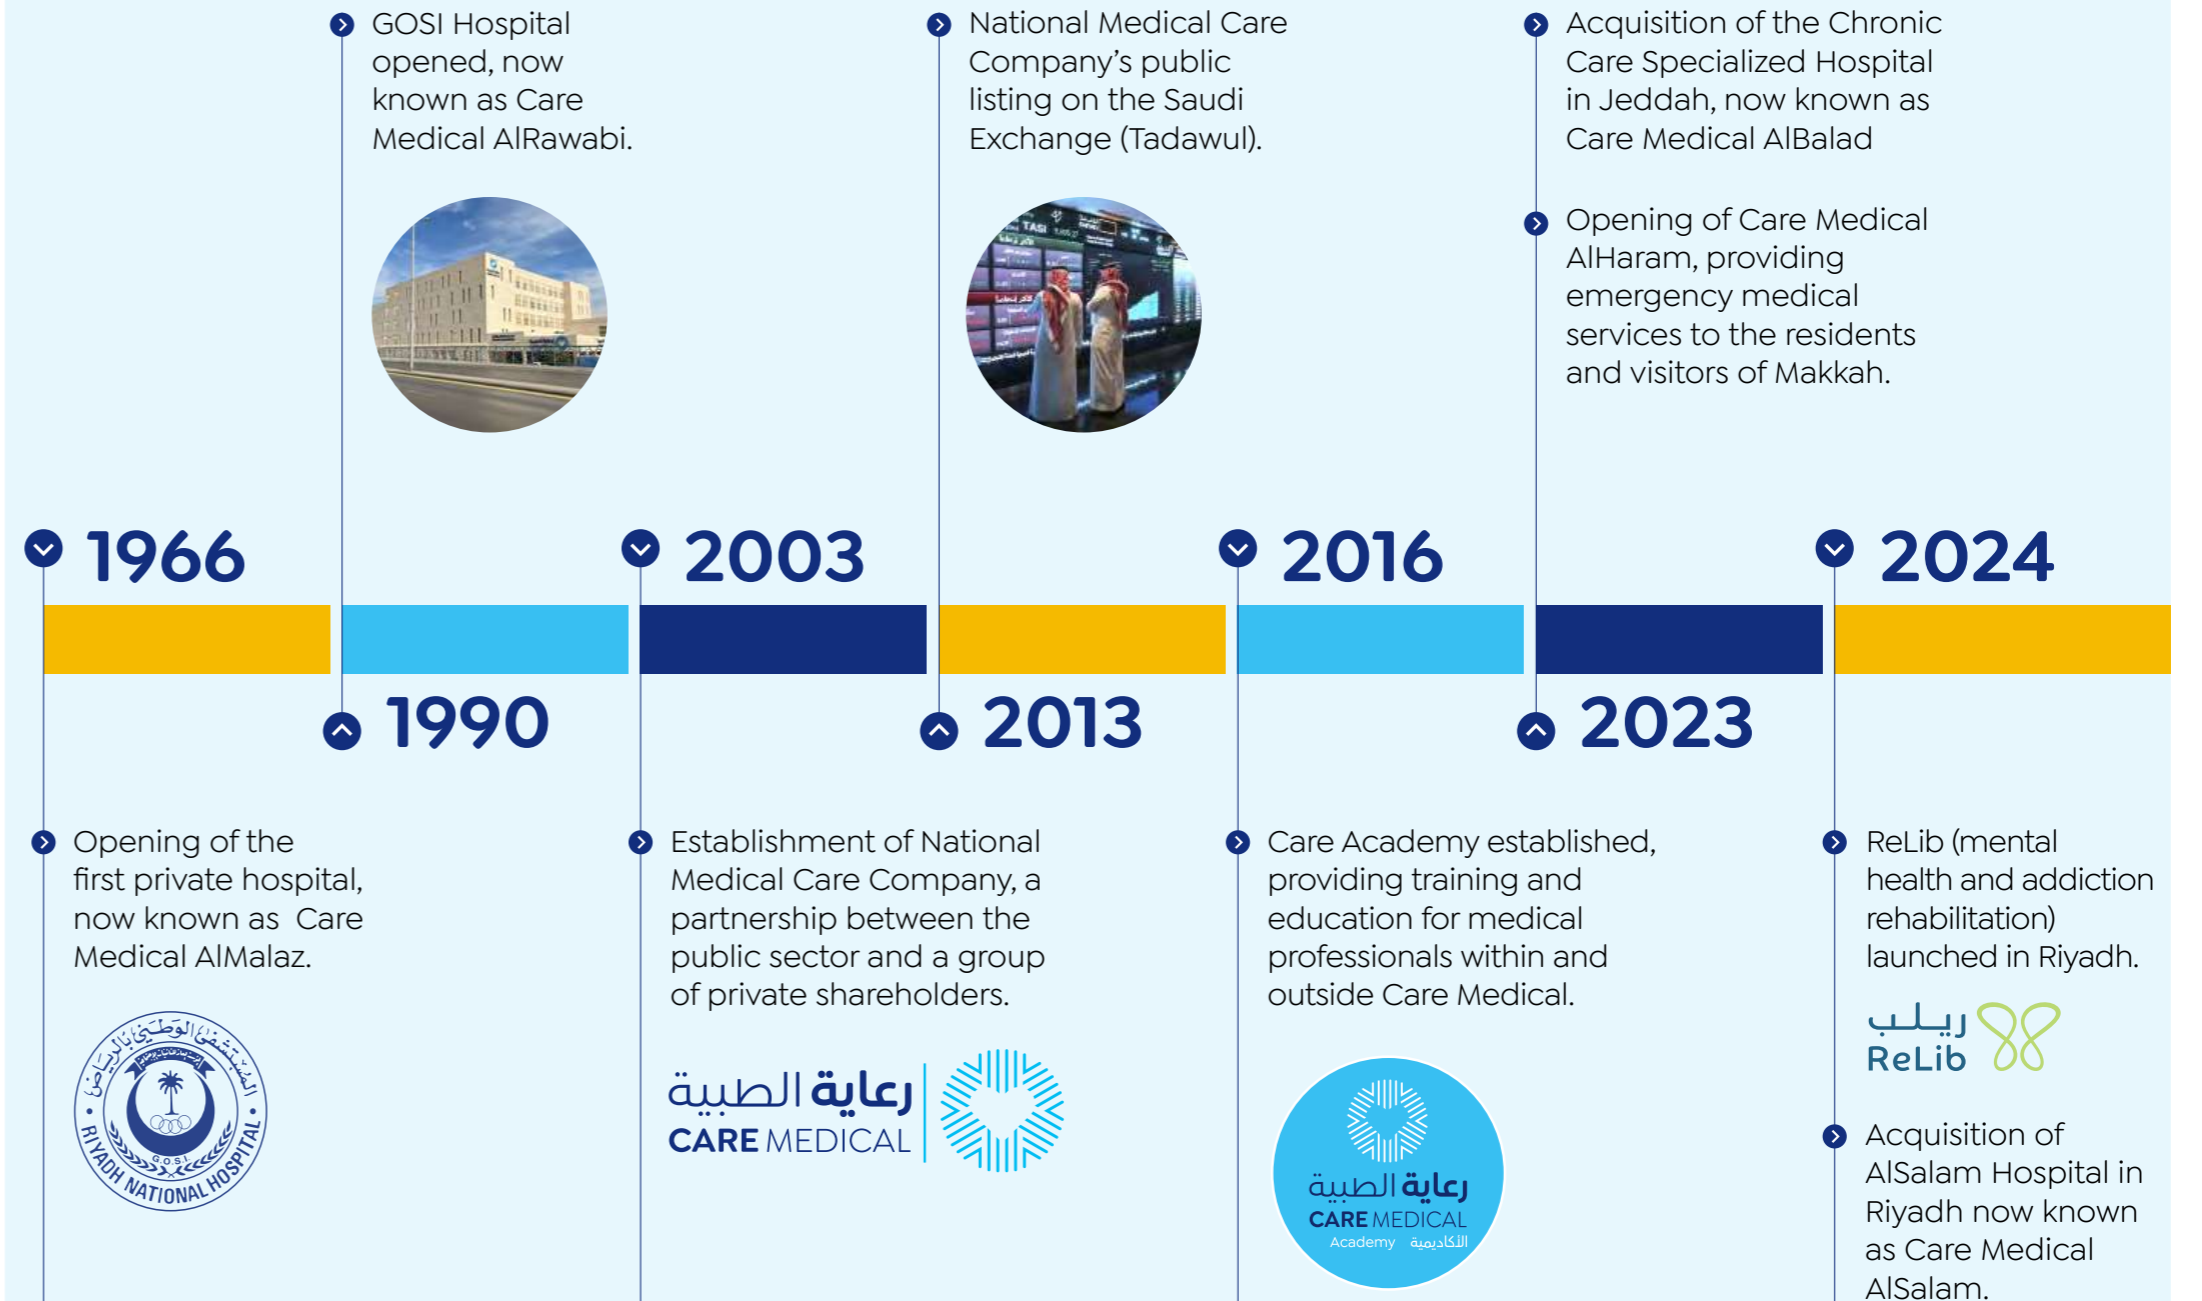 GOSI Hospital
opened, now
known as Care
Medical AlRawabi.
National Medical Care
Company's public
listing on the Saudi
Exchange (Tadawul).
TASI
Acquisition of the Chronic
Care Specialized Hospital
in Jeddah, now known as
Care Medical AlBalad
Opening of Care Medical
AlHaram, providing
emergency medical
services to the residents
and visitors of Makkah.
1966
2003
2016
2024
1990
2013
2023
Opening of the
first private hospital,
now known as Care
Medical AlMalaz.
المستشفى الوطني بالرياض
G.O.S.I.
RIYADH NATIONAL HOSPITAL
Establishment of National
Medical Care Company, a
partnership between the
public sector and a group
of private shareholders.
رعاية الطبية
CARE MEDICAL
Care Academy established,
providing training and
education for medical
professionals within and
outside Care Medical.
رعاية الطبية
CARE MEDICAL
Academy الأكاديمية
ReLib (mental
health and addiction
rehabilitation)
launched in Riyadh.
ريلب
ReLib
Acquisition of
AlSalam Hospital in
Riyadh now known
as Care Medical
AlSalam.